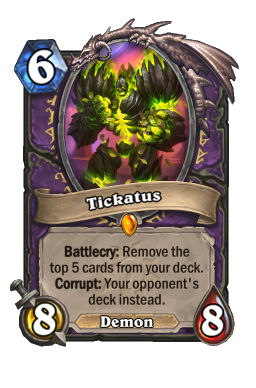 6
Tickatus
Battlecry: Remove the
top 5 cards from your deck.
Corrupt: Your opponent's
deck instead.
8 Demon 8